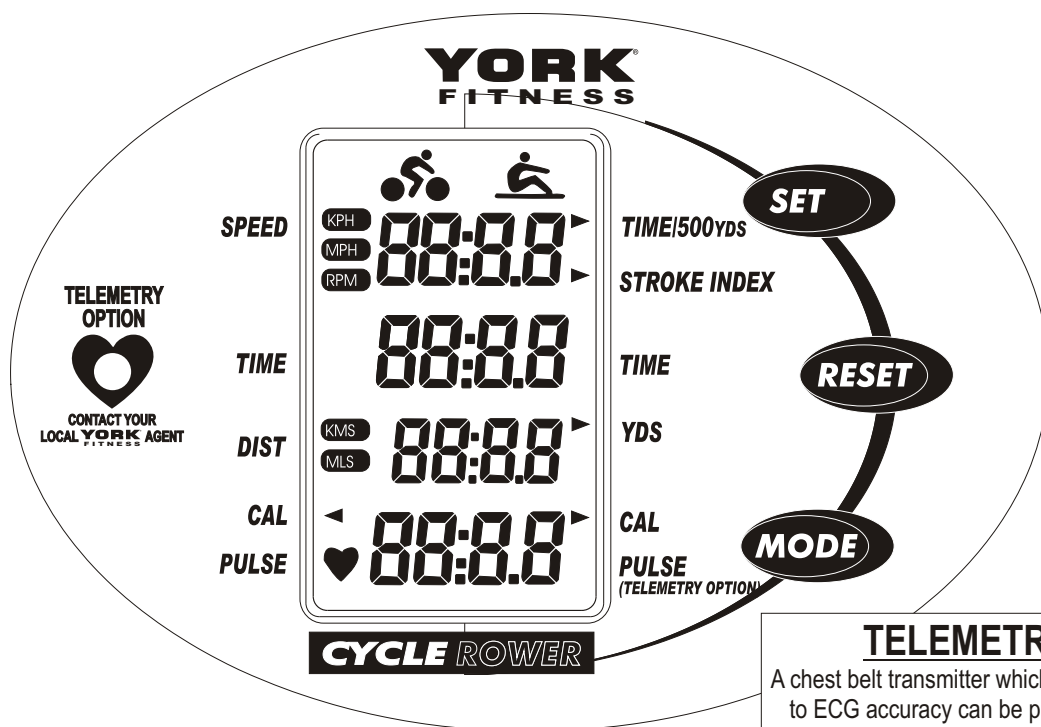 YORK®
FITNESS
SPEED
KPH
MPH
RPM
88:8.8
TIME/500YDS
STROKE INDEX
SET
TELEMETRY
OPTION
CONTACT YOUR
LOCAL YORK AGENT
FITNESS
TIME
88:8.8
TIME
RESET
DIST
KMS
MLS
88:8.8
YDS
CAL
PULSE
88:8.8
CAL
PULSE
(TELEMETRY OPTION)
MODE
CYCLE ROWER
A chest belt transmitter
to ECG accuracy can be